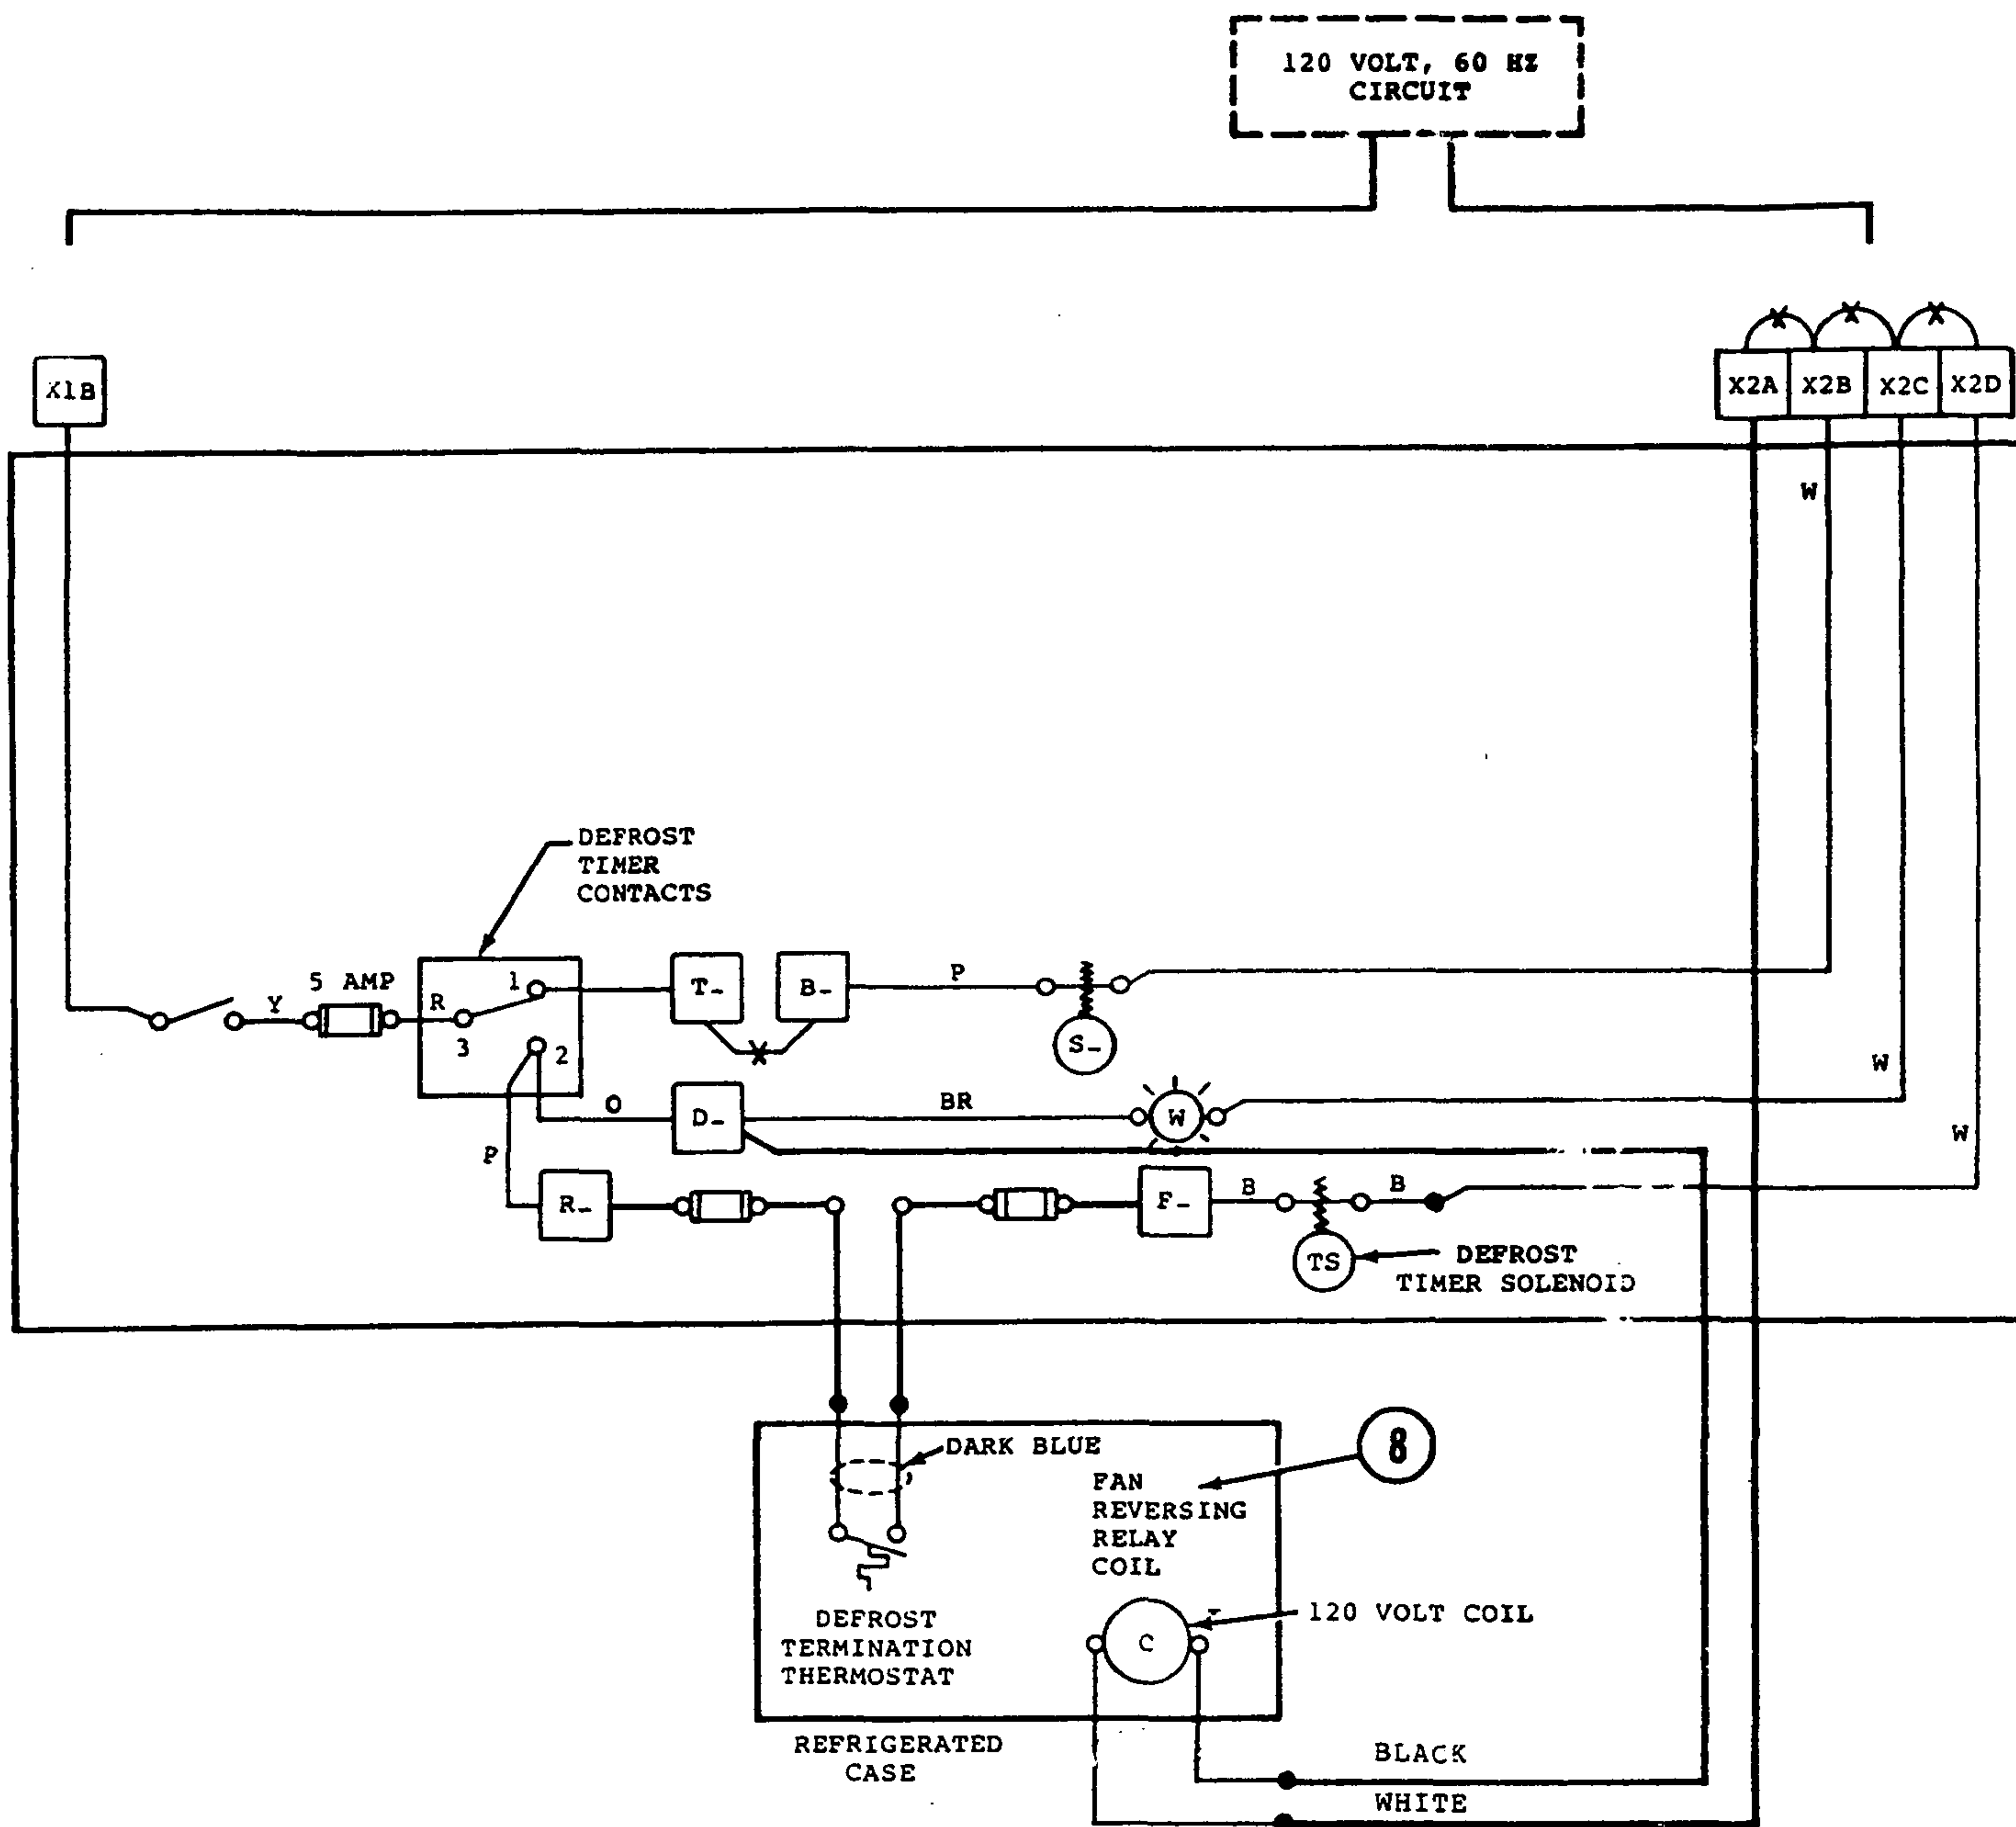 120 VOLT, 60 HZ
CIRCUIT
X1B
X2A X2B X2C X2D
W
DEFROST
TIMER
CONTACTS
5 AMP
Y
R
1
3
2
T-
B-
P
S-
W
O
D-
BR
W
W
P
R-
F-
B
B
TS
DEFROST
TIMER SOLENOID
DARK BLUE
8
FAN
REVERSING
RELAY
COIL
DEFROST
TERMINATION
THERMOSTAT
C
120 VOLT COIL
REFRIGERATED
CASE
BLACK
WHITE